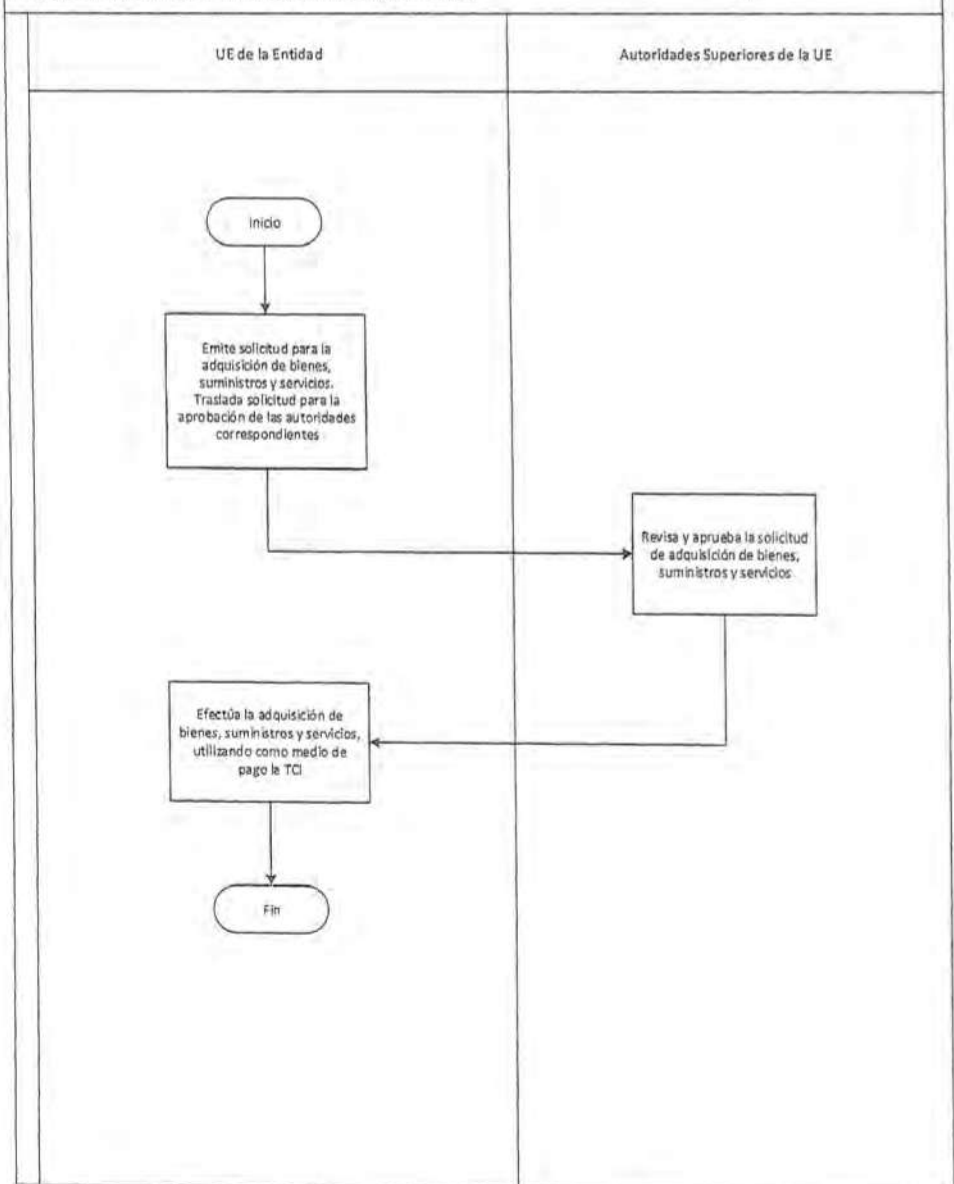 UE de la Entidad
Autoridades Superiores de la UE
Inicio
Emite solicitud para la
adquisición de bienes,
suministros y servicios.
Traslada solicitud para la
aprobación de las autoridades
correspondientes
Revisa y aprueba la solicitud
de adquisición de bienes,
suministros y servicios
Efectúa la adquisición de
bienes, suministros y servicios,
utilizando como medio de
pago la TCI
Fin